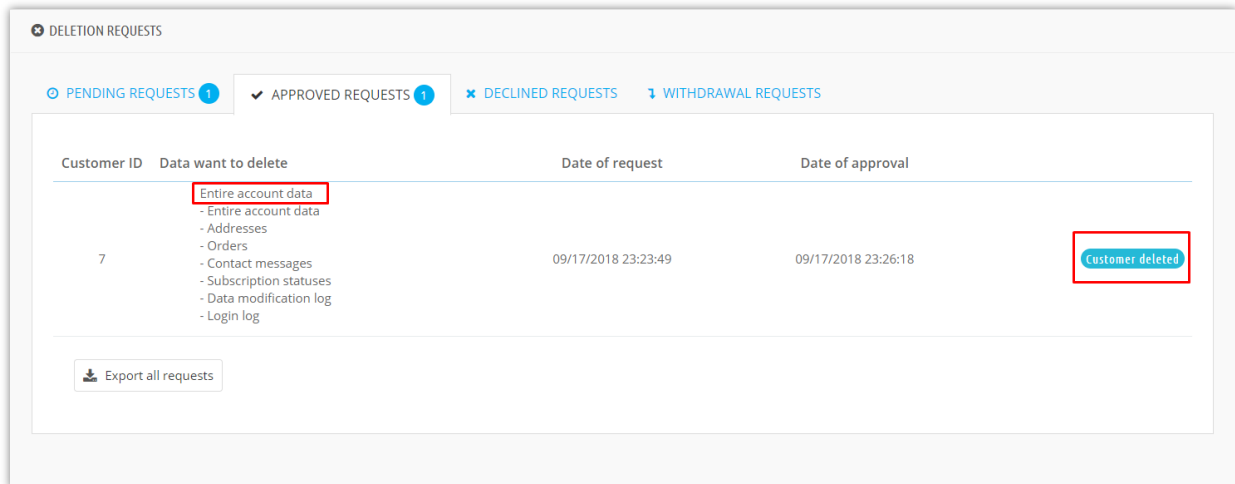 DELETION REQUESTS
PENDING REQUESTS 1 APPROVED REQUESTS 1 DECLINED REQUESTS WITHDRAWAL REQUESTS
Customer ID Data want to delete Date of request Date of approval
Entire account data
- Entire account data
- Addresses
- Orders
7 - Contact messages 09/17/2018 23:23:49 09/17/2018 23:26:18 Customer deleted
- Subscription statuses
- Data modification log
- Login log
Export all requests